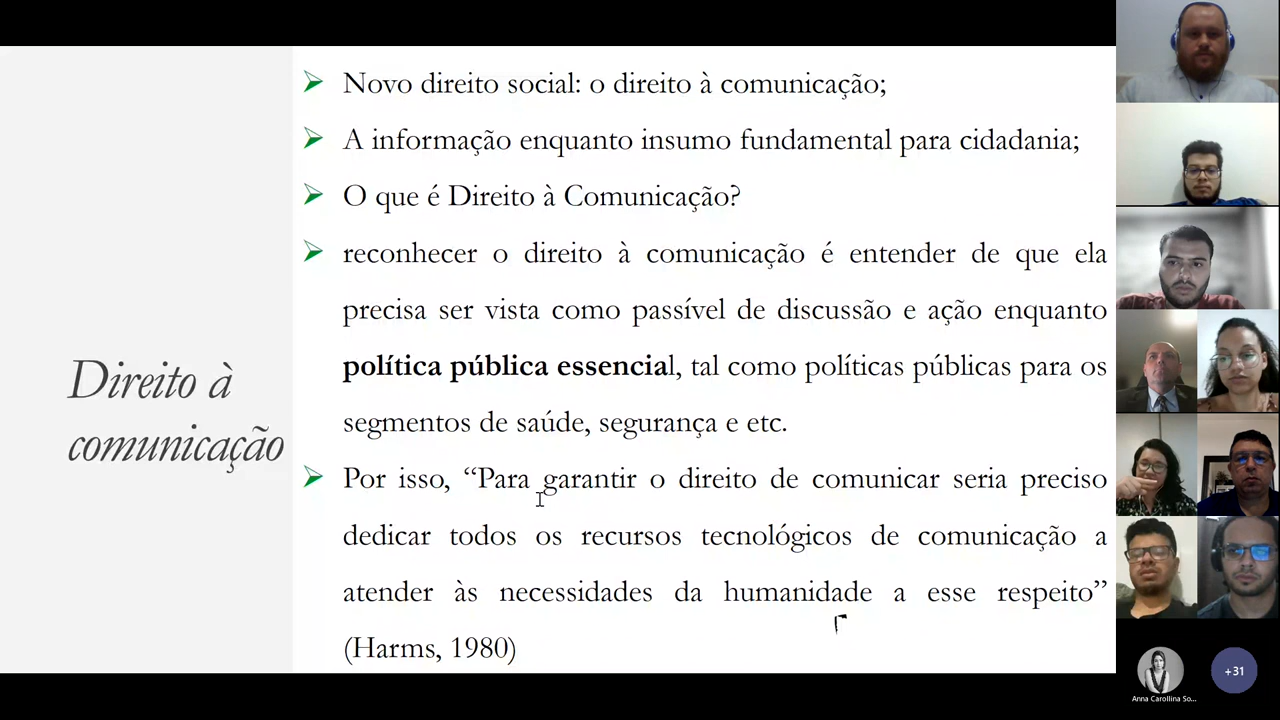 Direito à
comunicação
Novo direito social: o direito à comunicação;
A informação enquanto insumo fundamental para cidadania;
O que é Direito à Comunicação?
reconhecer o direito à comunicação é entender de que ela
precisa ser vista como passível de discussão e ação enquanto
política pública essencial, tal como políticas públicas para os
segmentos de saúde, segurança e etc.
Por isso, “Para garantir o direito de comunicar seria preciso
dedicar todos os recursos tecnológicos de comunicação a
atender às necessidades da humanidade a esse respeito”
(Harms, 1980)
Anna Carollina So...
+31